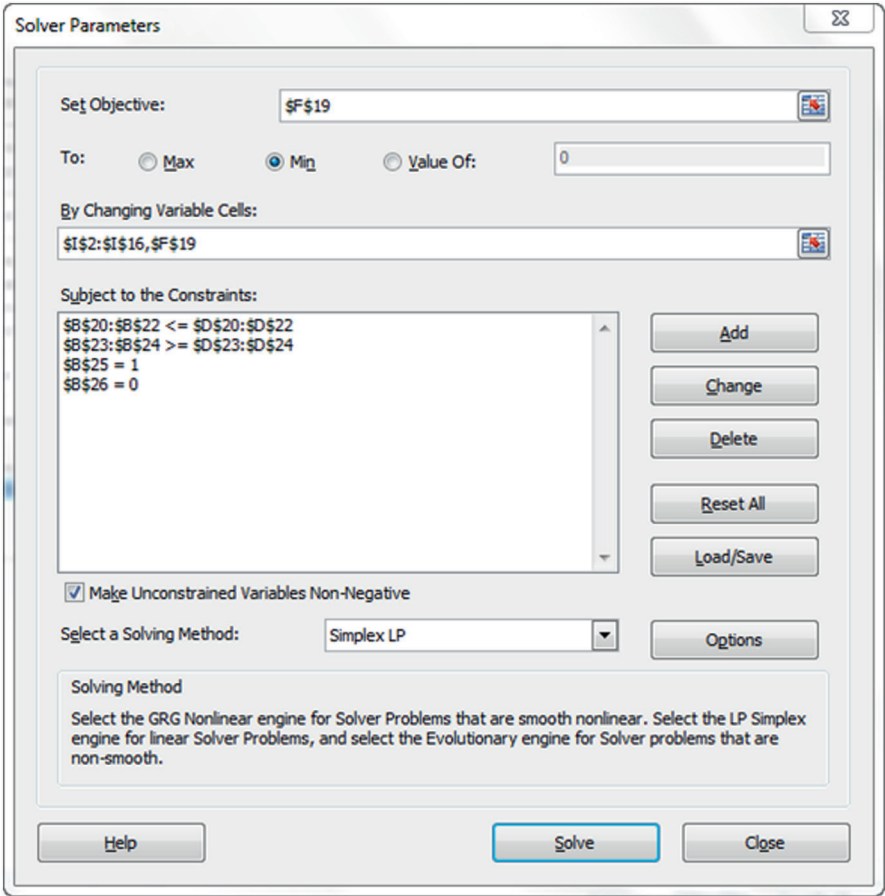 Solver Parameters
Set Objective:
$F$19
To:
Max
Min
Value Of:
0
By Changing Variable Cells:
$I$2:$I$16,$F$19
Subject to the Constraints:
$B$20:$B$22 <= $D$20:$D$22
$B$23:$B$24 >= $D$23:$D$24
$B$25 = 1
$B$26 = 0
Add
Change
Delete
Reset All
Load/Save
Make Unconstrained Variables Non-Negative
Select a Solving Method:
Simplex LP
Options
Solving Method
Select the GRG Nonlinear engine for Solver Problems that are smooth nonlinear. Select the LP Simplex
engine for linear Solver Problems, and select the Evolutionary engine for Solver problems that are
non-smooth.
Help
Solve
Close